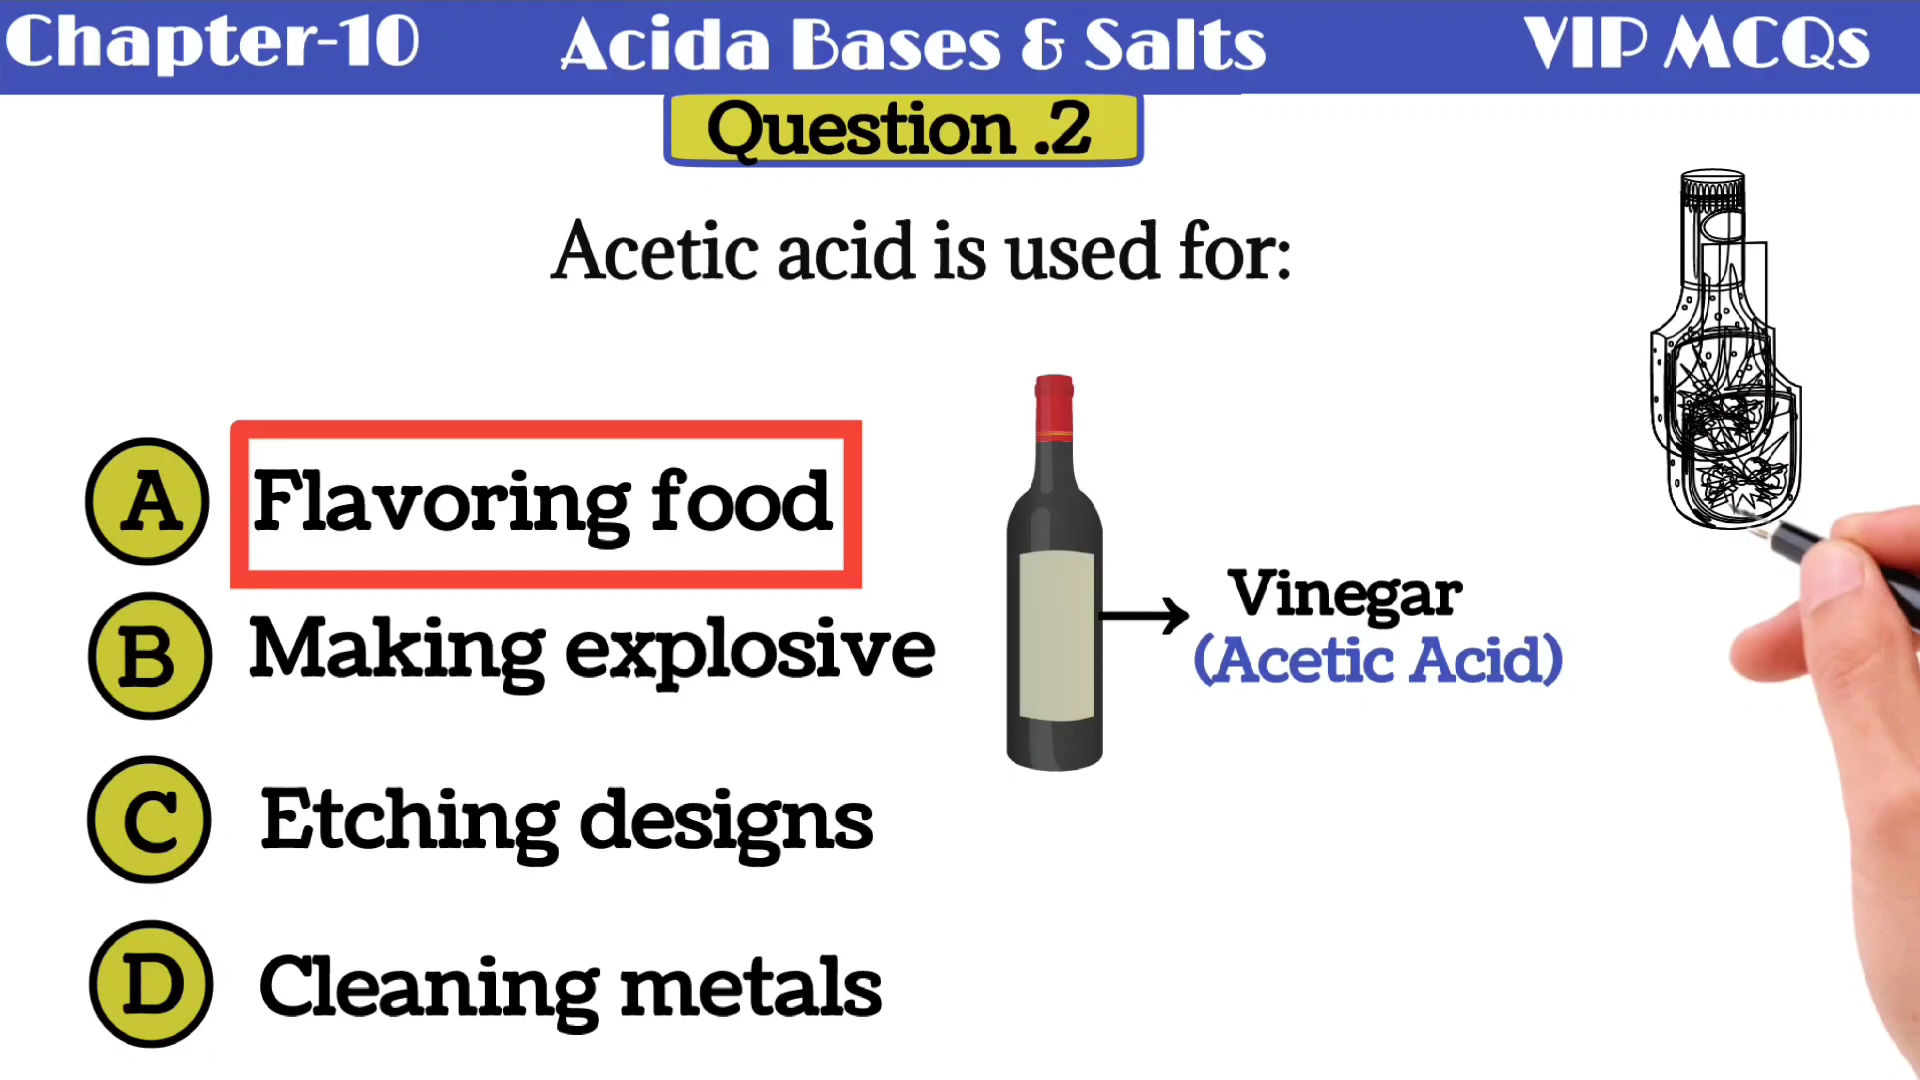 Chapter-10 Acida Bases & Salts VIP MCQs
Question .2
Acetic acid is used for:
A Flavoring food
B Making explosive
C Etching designs
D Cleaning metals
Vinegar
(Acetic Acid)